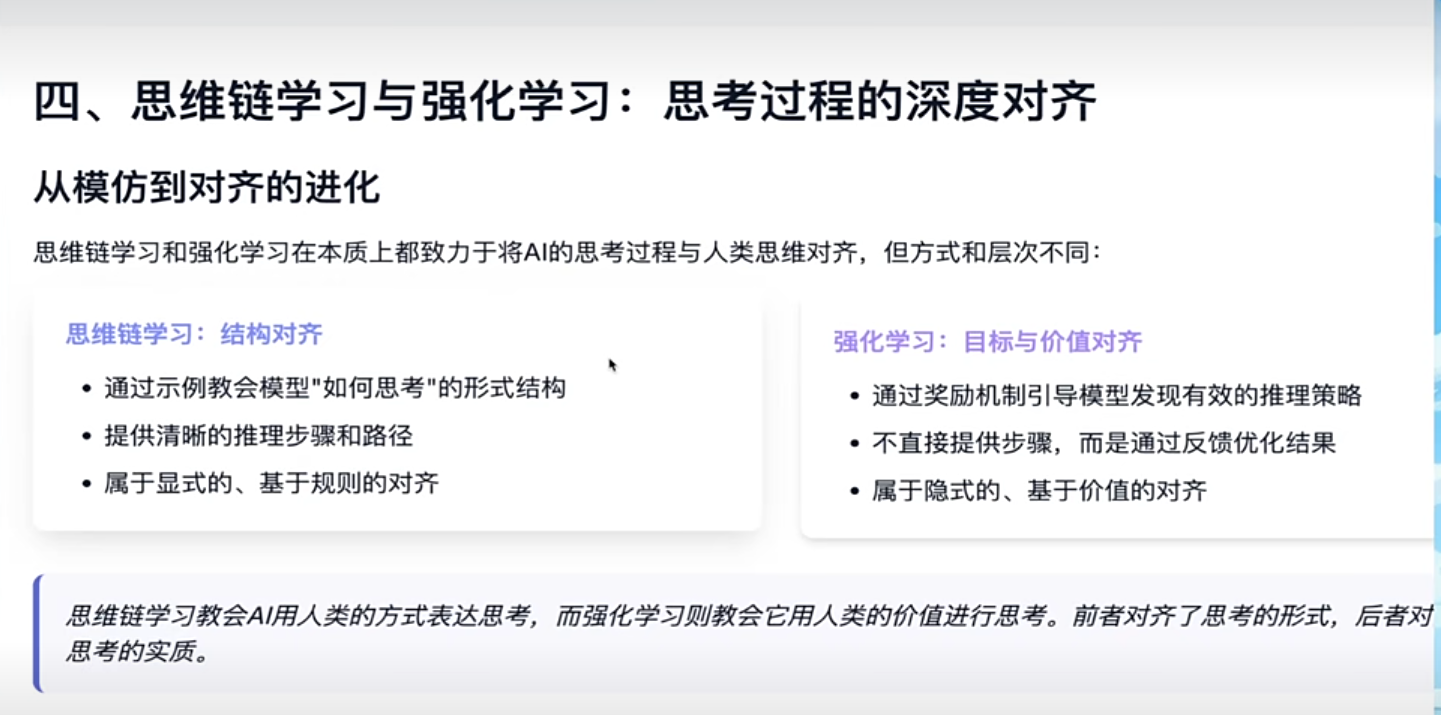 四、思维链学习与强化学习：思考过程的深度对齐
从模仿到对齐的进化
思维链学习和强化学习在本质上都致力于将AI的思考过程与人类思维对齐，但方式和层次不同：
思维链学习：结构对齐
• 通过示例教会模型"如何思考"的形式结构
• 提供清晰的推理步骤和路径
• 属于显式的、基于规则的对齐
强化学习：目标与价值对齐
• 通过奖励机制引导模型发现有效的推理策略
• 不直接提供步骤，而是通过反馈优化结果
• 属于隐式的、基于价值的对齐
思维链学习教会AI用人类的方式表达思考，而强化学习则教会它用人类的价值进行思考。前者对齐了思考的形式，后者对
思考的实质。